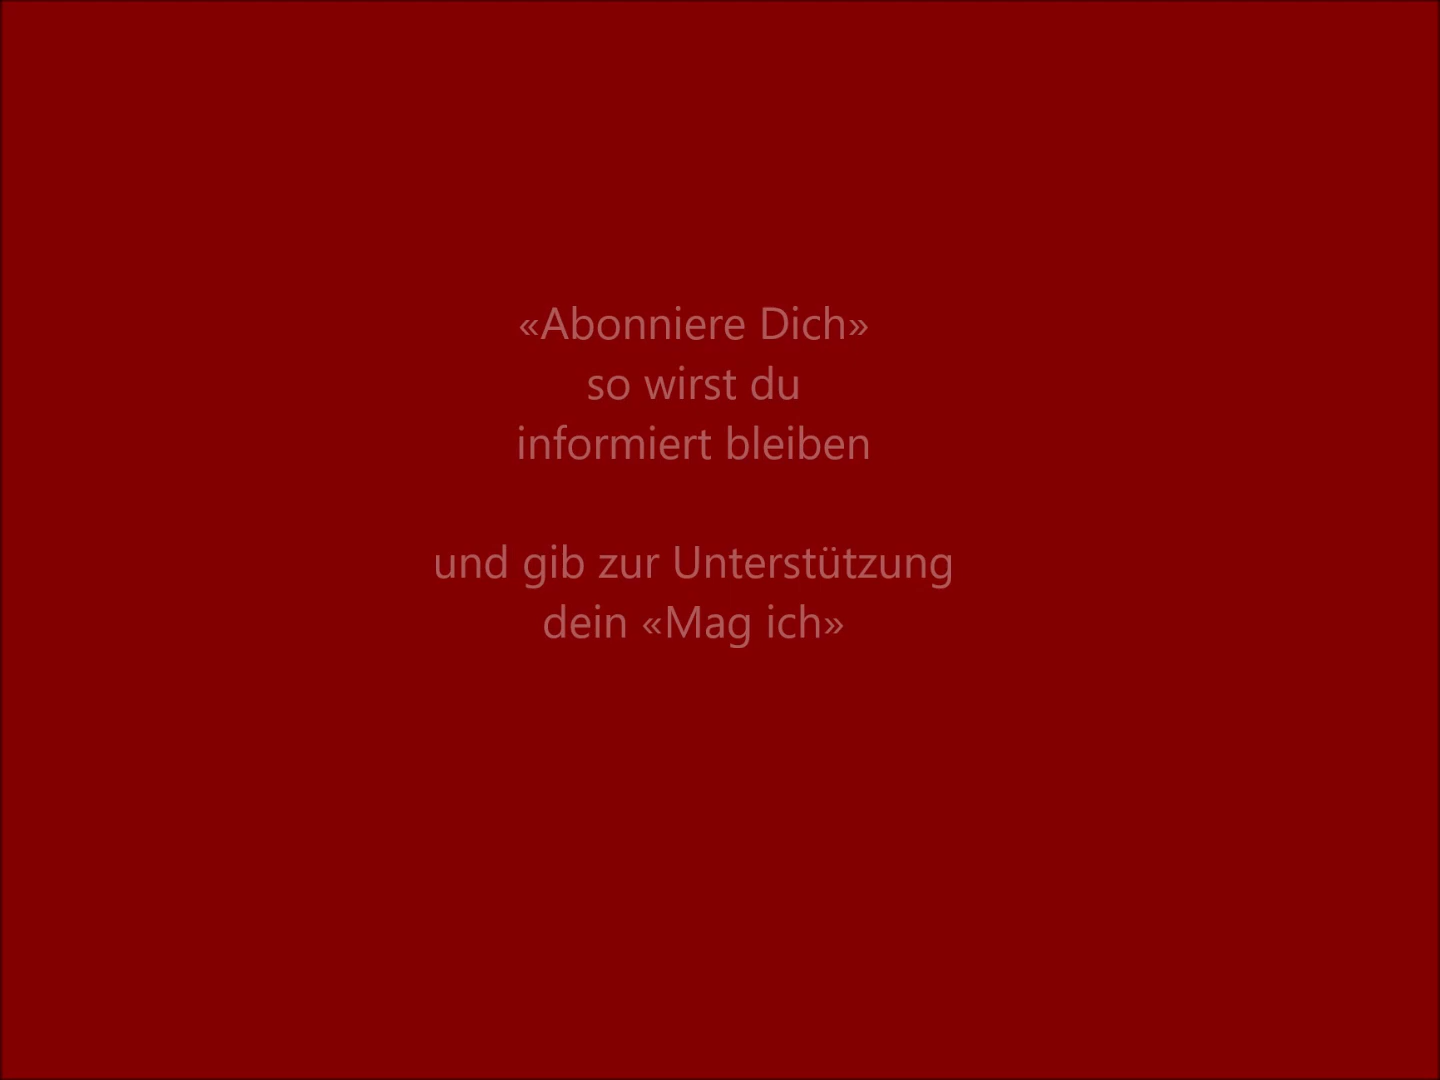 «Abonniere Dich»
so wirst du
informiert bleiben
und gib zur Unterstützung
dein «Mag ich»